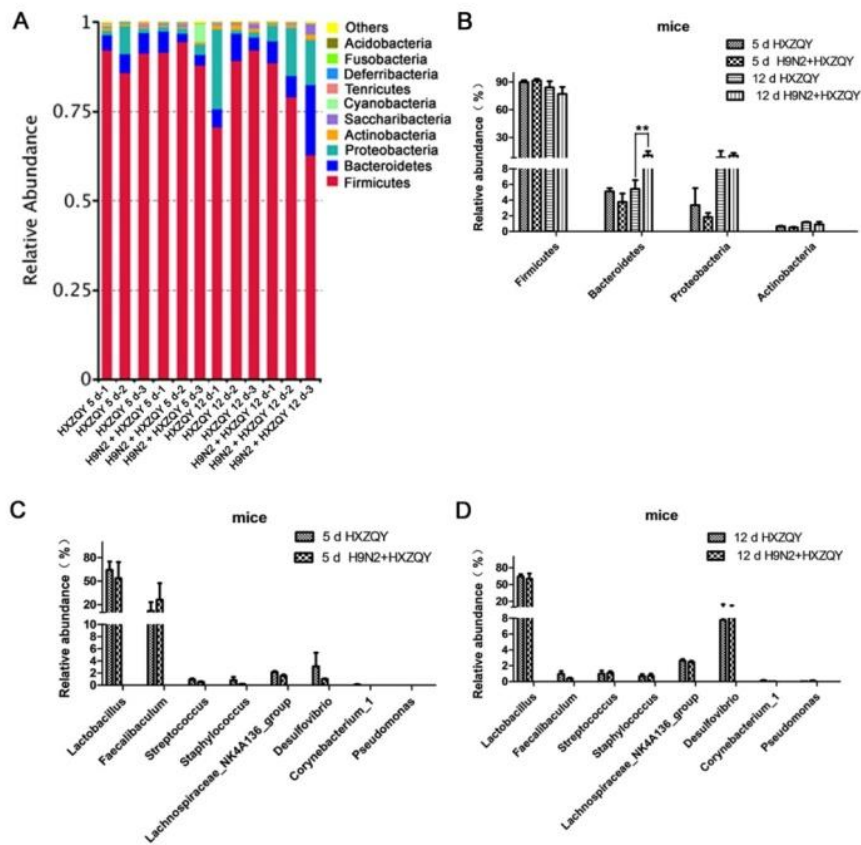 A
Relative Abundance
1
0.75
0.5
0.25
0
HXZQY 5 d-1
HXZQY 5 d-2
HXZQY 5 d-3
H9N2 + HXZQY 5 d-1
H9N2 + HXZQY 5 d-2
H9N2 + HXZQY 5 d-3
HXZQY 12 d-1
HXZQY 12 d-2
HXZQY 12 d-3
H9N2 + HXZQY 12 d-1
H9N2 + HXZQY 12 d-2
H9N2 + HXZQY 12 d-3
Others
Acidobacteria
Fusobacteria
Deferribacteria
Tenricutes
Cyanobacteria
Saccharibacteria
Actinobacteria
Proteobacteria
Bacteroidetes
Firmicutes
B
mice
5 d HXZQY
5 d H9N2+HXZQY
12 d HXZQY
12 d H9N2+HXZQY
Relative abundance（%）
90
60
30
8
6
4
2
0
**
Firmicutes
Bacteroidetes
Proteobacteria
Actinobacteria
C
mice
5 d HXZQY
5 d H9N2+HXZQY
Relative abundance（%）
80
50
20
10
8
6
4
2
0
Lactobacillus
Faecalibaculum
Streptococcus
Staphylococcus
Lachnospiraceae_NK4A136_group
Desulfovibrio
Corynebacterium_1
Pseudomonas
D
mice
12 d HXZQY
12 d H9N2+HXZQY
Relative abundance（%）
80
50
20
8
6
4
2
0
Lactobacillus
Faecalibaculum
Streptococcus
Staphylococcus
Lachnospiraceae_NK4A136_group
Desulfovibrio
Corynebacterium_1
Pseudomonas